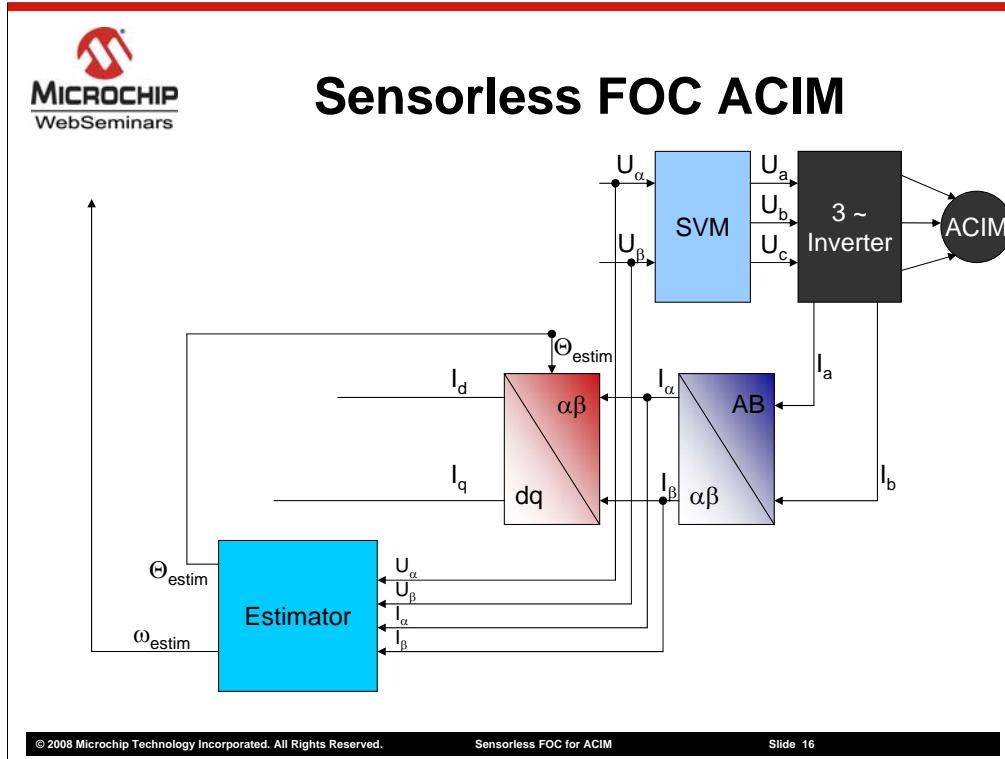 MICROCHIP
WebSeminars
Sensorless FOC ACIM
Uα
Uβ
SVM
Ua
Ub
Uc
3 ~
Inverter
ACIM
Θestim
Ia
Ib
Id
Iq
αβ
dq
Iα
Iβ
AB
αβ
Θestim
ωestim
Estimator
Uα
Uβ
Iα
Iβ
© 2008 Microchip Technology Incorporated. All Rights Reserved. Sensorless FOC for ACIM Slide 16